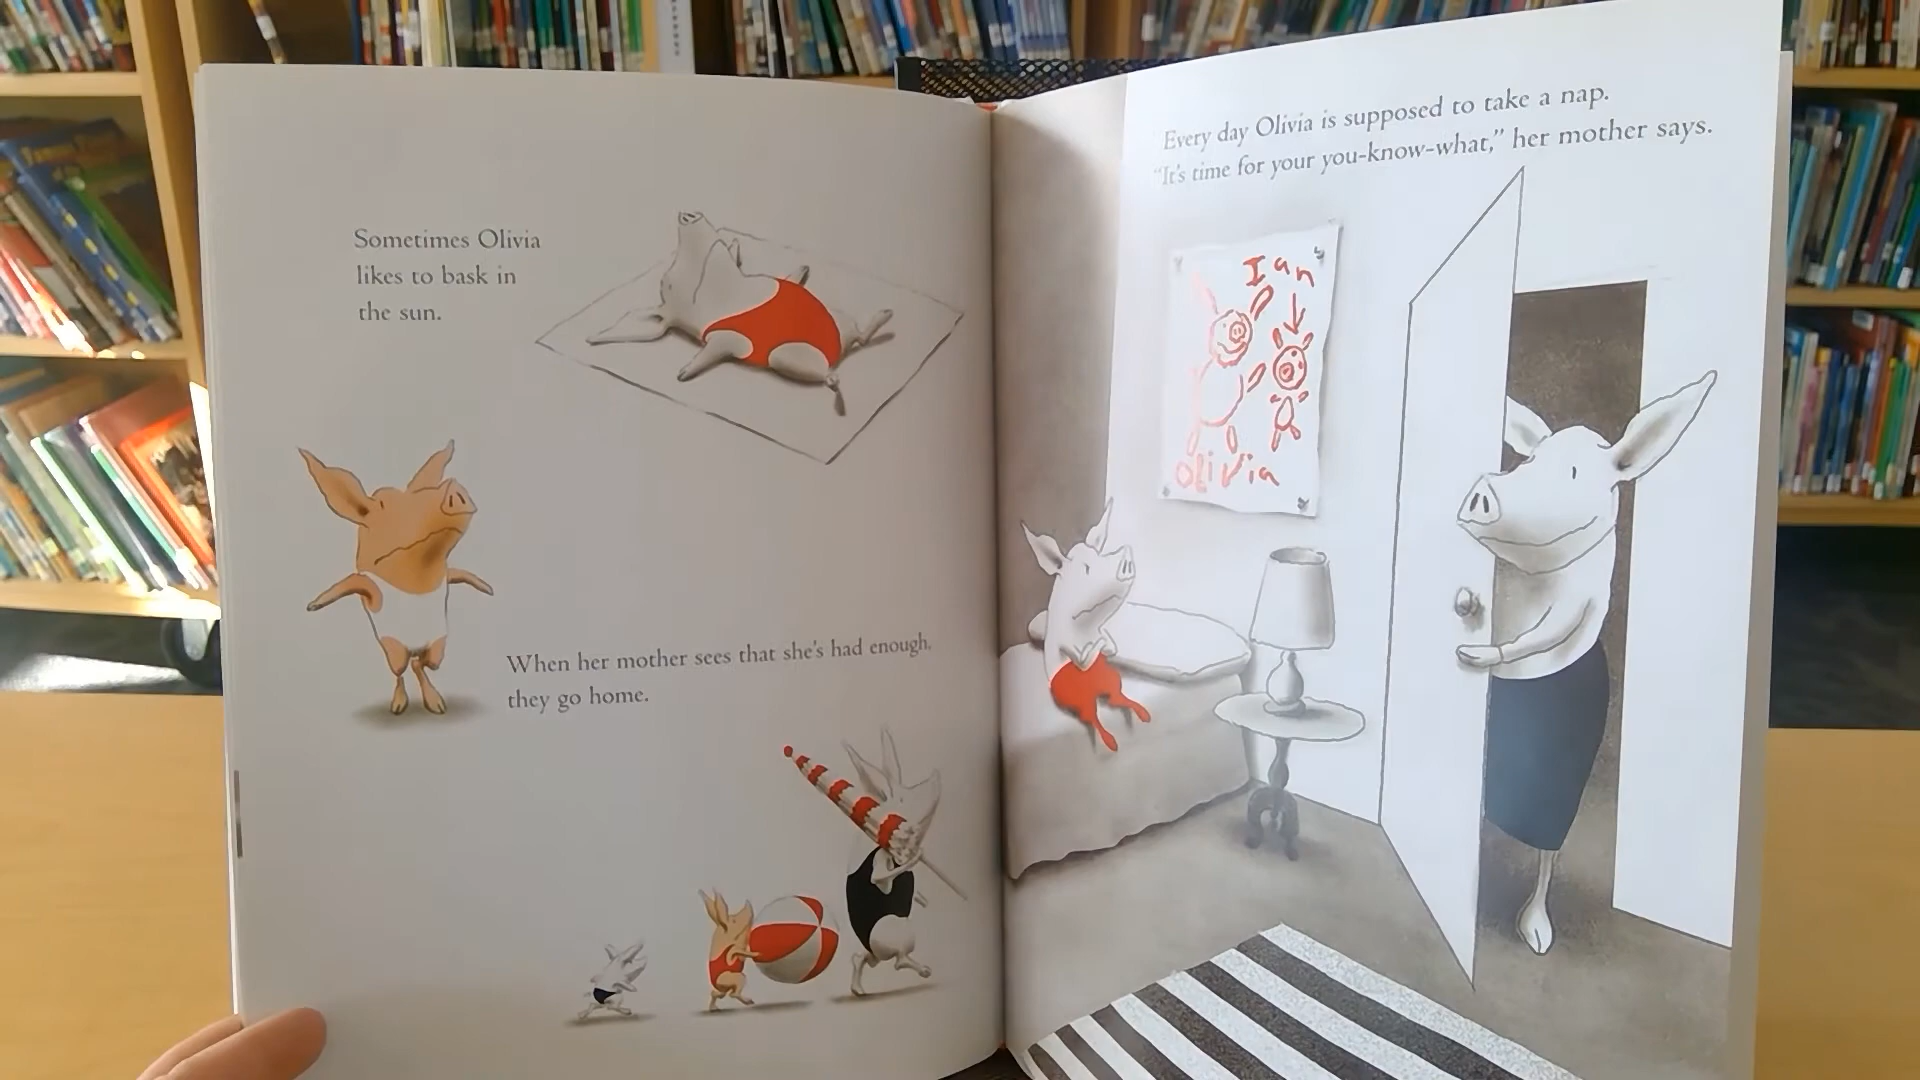 Sometimes Olivia
likes to bask in
the sun.
When her mother sees that she's had enough,
they go home.
Every day Olivia is supposed to take a nap.
"It's time for your you-know-what," her mother says.
Ian
olivia